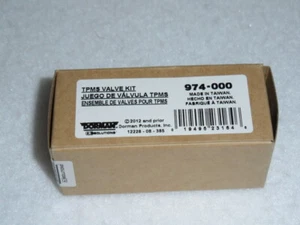 TPMS VALVE KIT
JUEGO DE VÁLVULA TPMS
ENSEMBLE DE VALVES POUR TPMS
974-000
MADE IN TAIWAN
HECHO EN TAIWAN
FABRIQUÉ À TAIWAN
DORMAN
SOLUTIONS
©2012 and prior
Dorman Products, Inc.